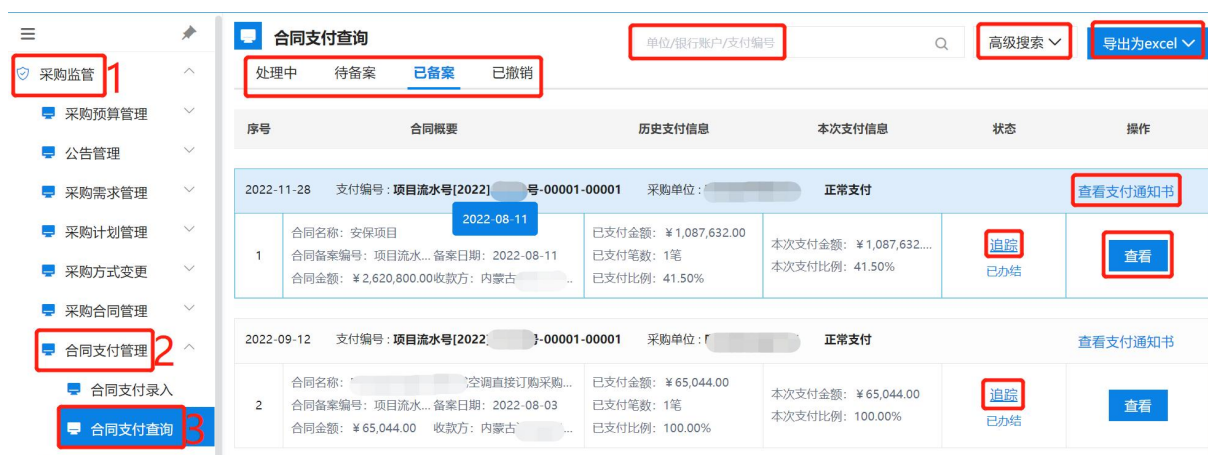 采购监管 1
采购预算管理
公告管理
采购需求管理
采购计划管理
采购方式变更
采购合同管理
合同支付管理 2
合同支付录入
合同支付查询 3
合同支付查询
单位/银行账户/支付编号
高级搜索
导出为excel
处理中 待备案 已备案 已撤销
序号 合同概要 历史支付信息 本次支付信息 状态 操作
2022-11-28 支付编号 : 项目流水号[2022] 号-00001-00001 采购单位 : 正常支付 查看支付通知书
2022-08-11
1
合同名称: 安保项目
合同备案编号: 项目流水... 备案日期: 2022-08-11
合同金额: ¥2,620,800.00收款方: 内蒙古 ..
已支付金额: ¥1,087,632.00
已支付笔数: 1笔
已支付比例: 41.50%
本次支付金额: ¥1,087,632....
本次支付比例: 41.50%
追踪
已办结
查看
2022-09-12 支付编号 : 项目流水号[2022 -00001-00001 采购单位 : 正常支付 查看支付通知书
2
合同名称: 空调直接订购采购...
合同备案编号: 项目流水... 备案日期: 2022-08-03
合同金额: ¥65,044.00 收款方: 内蒙古 ...
已支付金额: ¥65,044.00
已支付笔数: 1笔
已支付比例: 100.00%
本次支付金额: ¥65,044.00
本次支付比例: 100.00%
追踪
已办结
查看